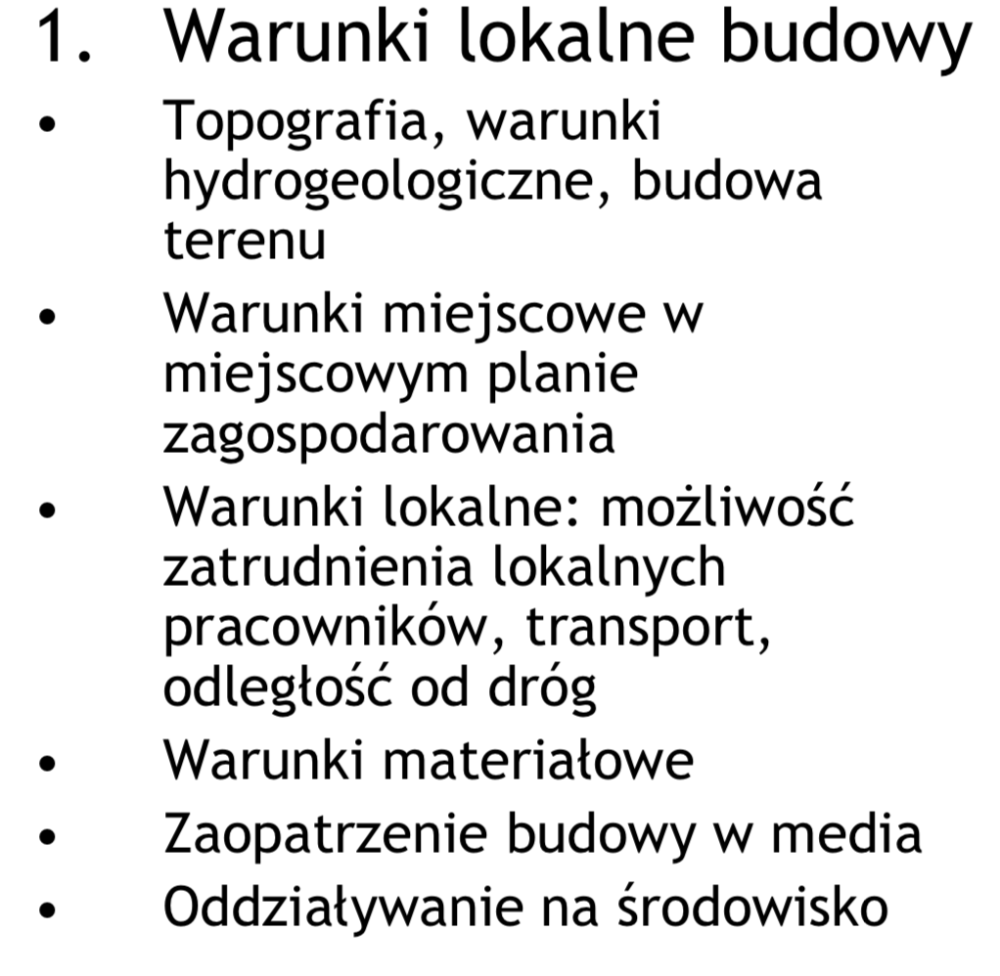 1. Warunki lokalne budowy
• Topografia, warunki
hydrogeologiczne, budowa
terenu
• Warunki miejscowe w
miejscowym planie
zagospodarowania
• Warunki lokalne: możliwość
zatrudnienia lokalnych
pracowników, transport,
odległość od dróg
• Warunki materiałowe
• Zaopatrzenie budowy w media
• Oddziaływanie na środowisko